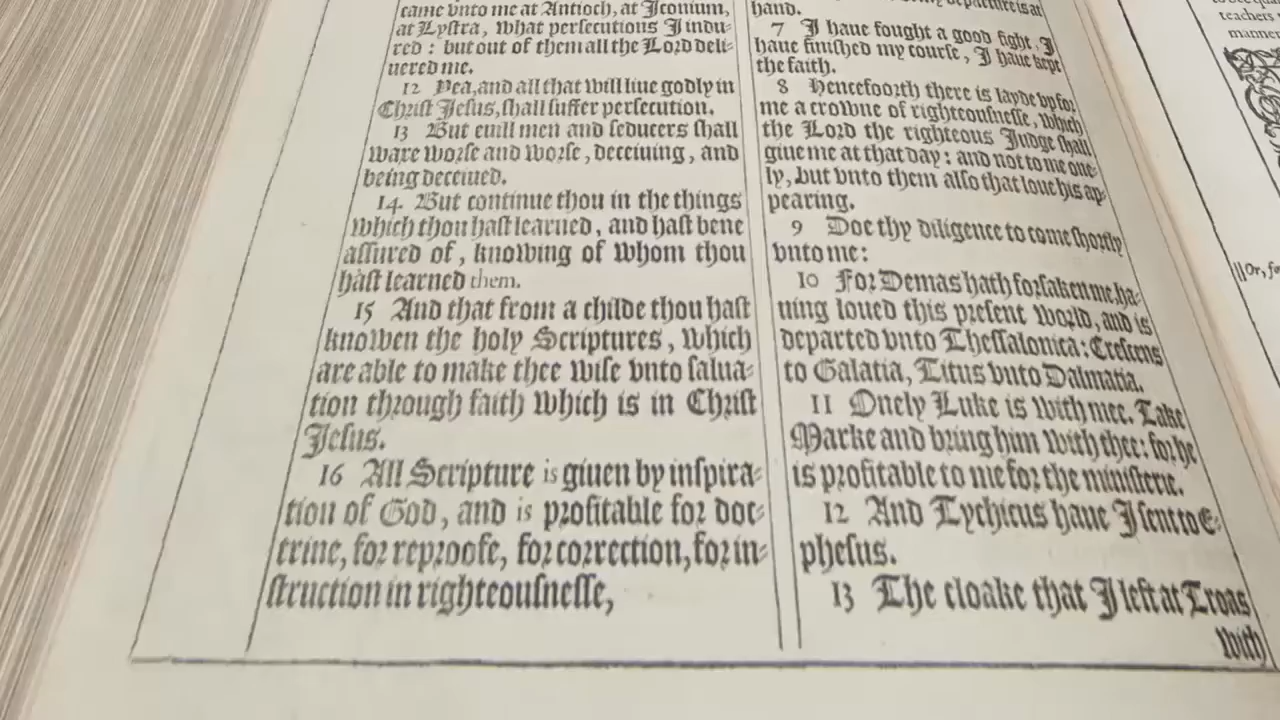 came vnto me at Antioch, at Iconium,
at Lystra, what persecutions I indu-
red : but out of them all the Lord deli-
uered me.
12 Yea, and all that will liue godly in
Christ Iesus, shall suffer persecution.
13 But euill men and seducers shall
waxe worse and worse, deceiuing, and
being deceiued.
14 But continue thou in the things
which thou hast learned, and hast bene
assured of, knowing of whom thou
hast learned them.
15 And that from a childe thou hast
knowen the holy Scriptures, which
are able to make thee wise vnto salua-
tion through faith which is in Christ
Iesus.
16 All Scripture is giuen by inspira-
tion of God, and is profitable for doc-
trine, for reproofe, for correction, for in-
struction in righteousnesse,
departure is at
hand.
7 I haue fought a good fight, I
haue finished my course, I haue kept
the faith.
8 Hencefoorth there is layde vp for
me a crowne of righteousnesse, which
the Lord the righteous Iudge shall
giue me at that day : and not to me one-
ly, but vnto them also that loue his ap-
pearing.
9 Doe thy diligence to come shortly
vnto me :
10 For Demas hath forsaken me, ha-
uing loued this present world, and is
departed vnto Thessalonica : Crescens
to Galatia, Titus vnto Dalmatia.
11 Onely Luke is with mee. Take
Marke and bring him with thee : for he
is profitable to me for the ministerie.
12 And Tychicus haue I sent to E-
phesus.
13 The cloake that I left at Troas
with
teachers
manner
||Or, fo